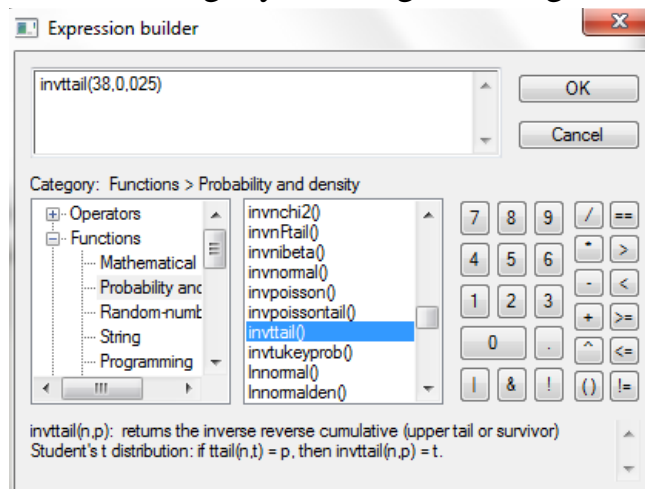 Expression builder
x
invttail(38,0,025)
OK
Cancel
Category: Functions > Probability and density
Operators
Functions
Mathematical
Probability anc
Random-numb
String
Programming
invnchi2()
invnFtail()
invnibeta()
invnormal()
invpoisson()
invpoissontail()
invttail()
invtukeyprob()
lnnormal()
lnnormalden()
7 8 9 / ==
4 5 6 * >
1 2 3 - <
+ >=
0 . ^ <=
| & ! () !=
invttail(n,p): returns the inverse reverse cumulative (upper tail or survivor)
Student's t distribution: if ttail(n,t) = p, then invttail(n,p) = t.